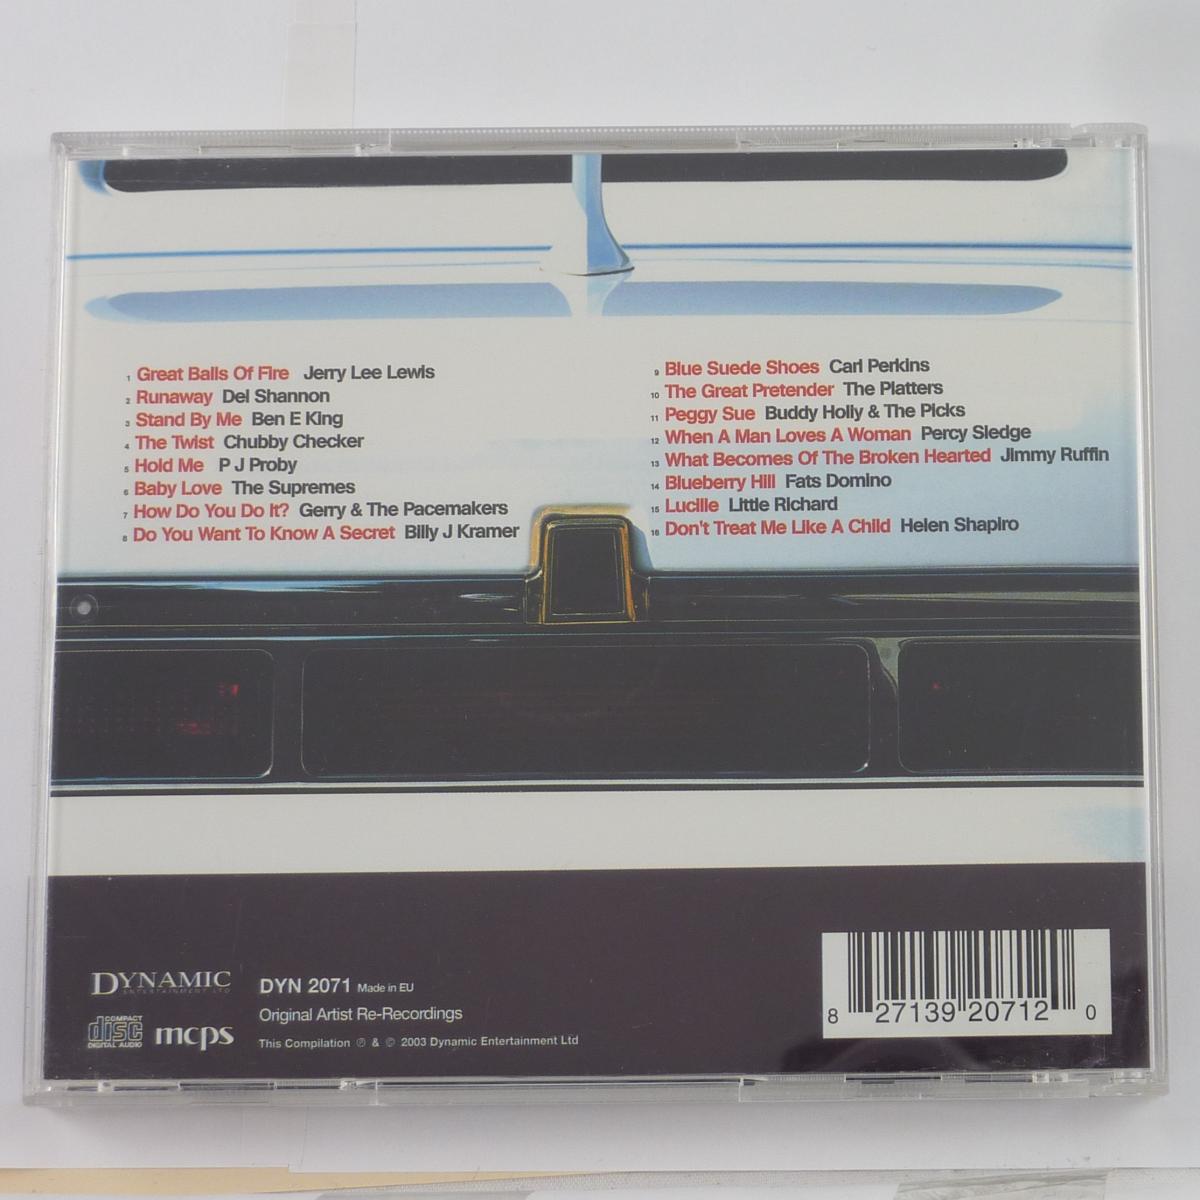 1 Great Balls Of Fire Jerry Lee Lewis
2 Runaway Del Shannon
3 Stand By Me Ben E King
4 The Twist Chubby Checker
5 Hold Me P J Proby
6 Baby Love The Supremes
7 How Do You Do It? Gerry & The Pacemakers
8 Do You Want To Know A Secret Billy J Kramer
9 Blue Suede Shoes Carl Perkins
10 The Great Pretender The Platters
11 Peggy Sue Buddy Holly & The Picks
12 When A Man Loves A Woman Percy Sledge
13 What Becomes Of The Broken Hearted Jimmy Ruffin
14 Blueberry Hill Fats Domino
15 Lucille Little Richard
16 Don't Treat Me Like A Child Helen Shapiro
DYNAMIC
ENTERTAINMENT LTD
COMPACT
disc
DIGITAL AUDIO
mcps
DYN 2071 Made in EU
Original Artist Re-Recordings
This Compilation ℗ & © 2003 Dynamic Entertainment Ltd
8 27139 20712 0